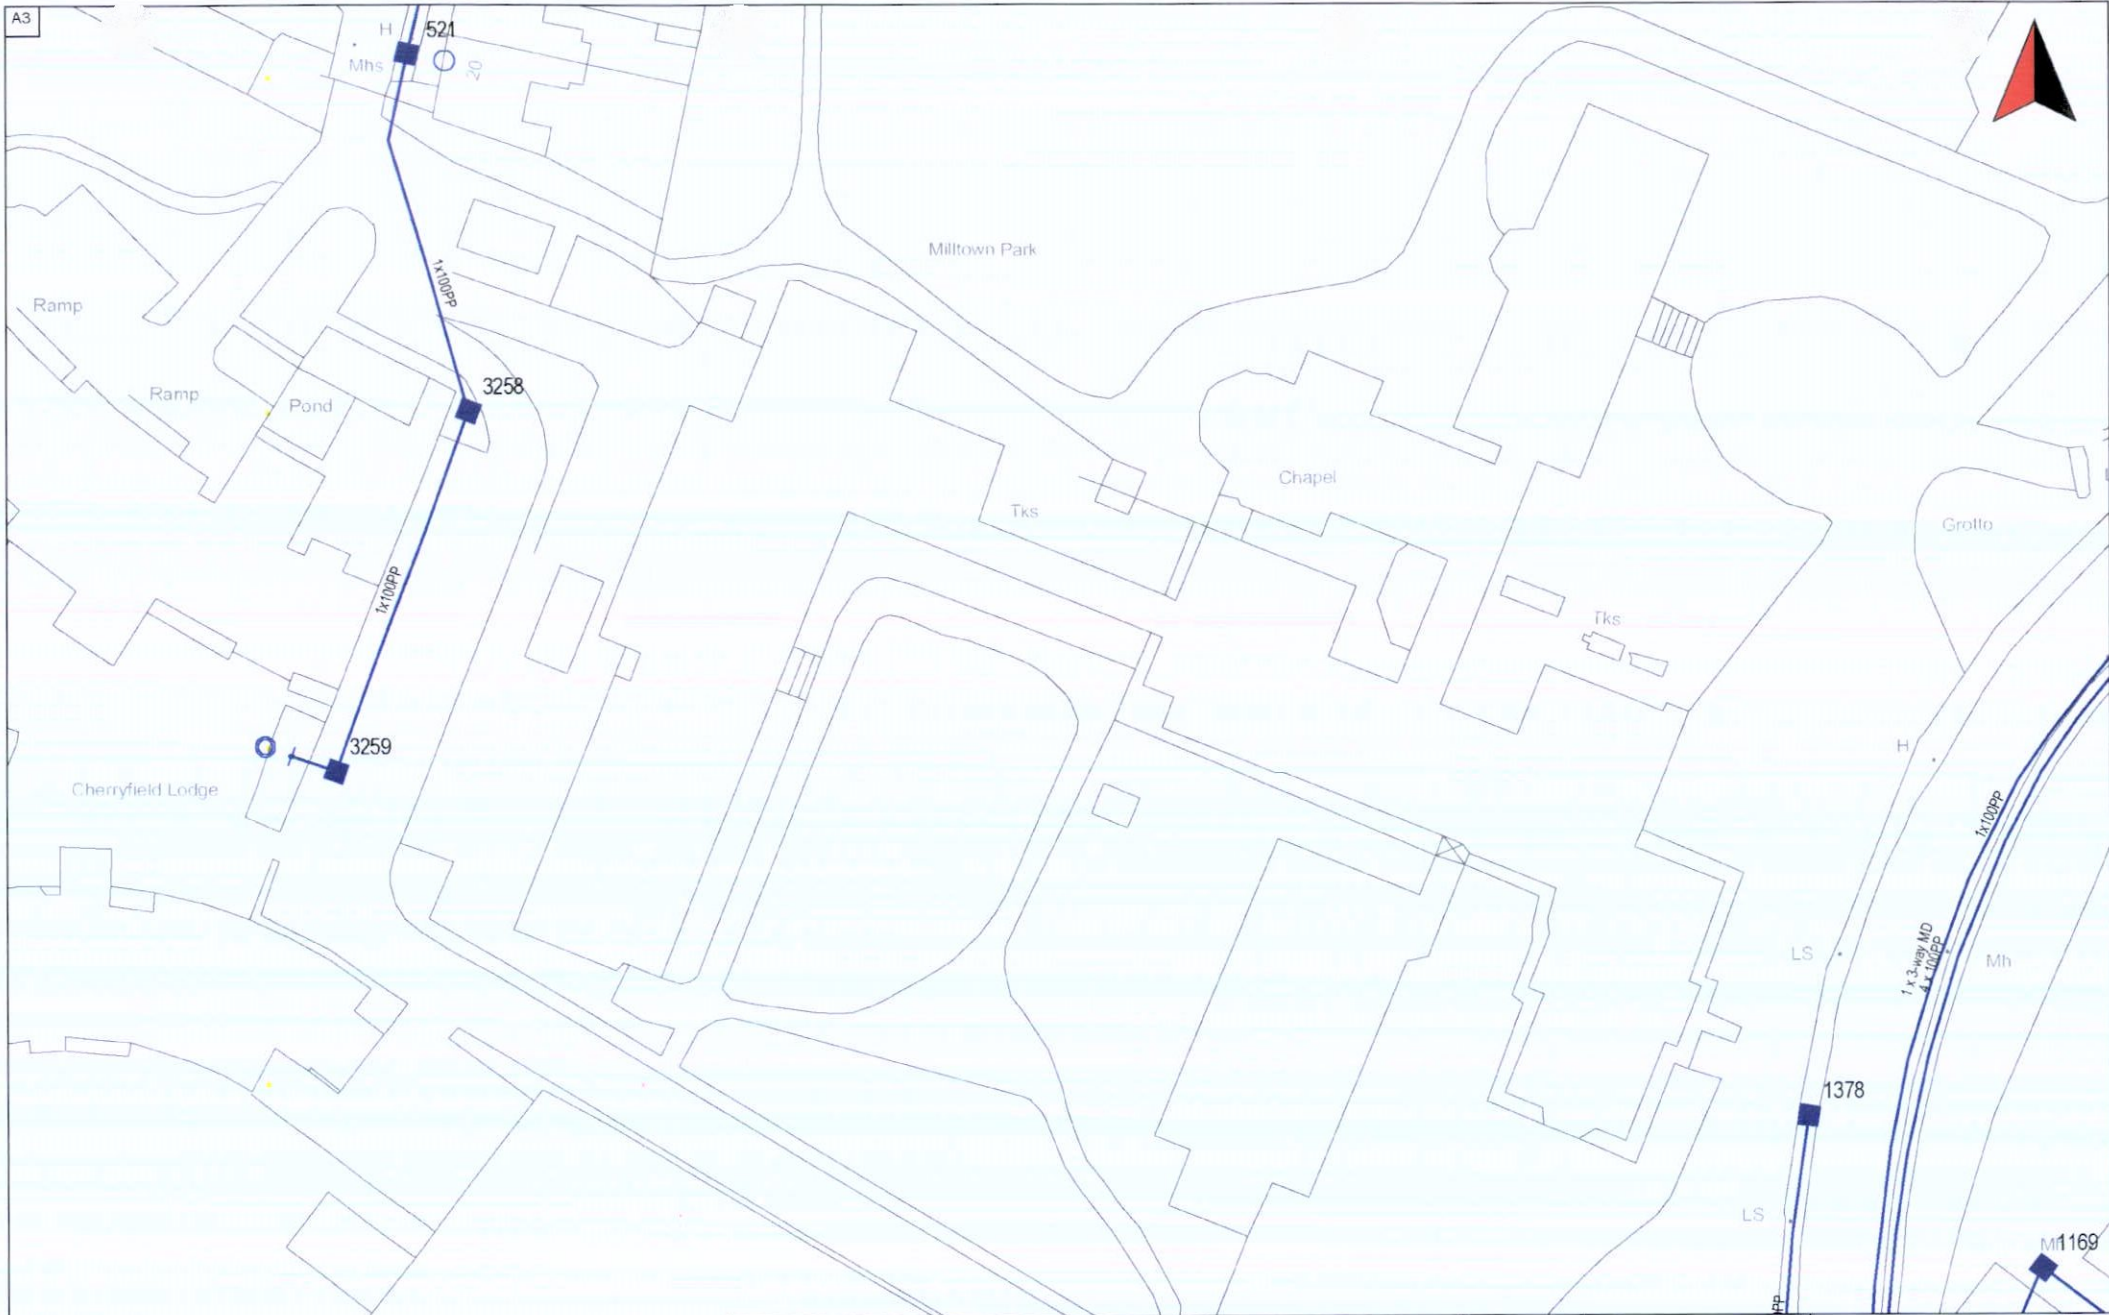 A3
H
521
Mhs
20
Milltown Park
1x100PP
Ramp
3258
Ramp
Pond
Chapel
Tks
Grotto
1x100PP
Tks
3259
H
Cherryfield Lodge
1x100PP
1 x 3-way MD
4 x 100PP
LS
Mh
1378
LS
1169